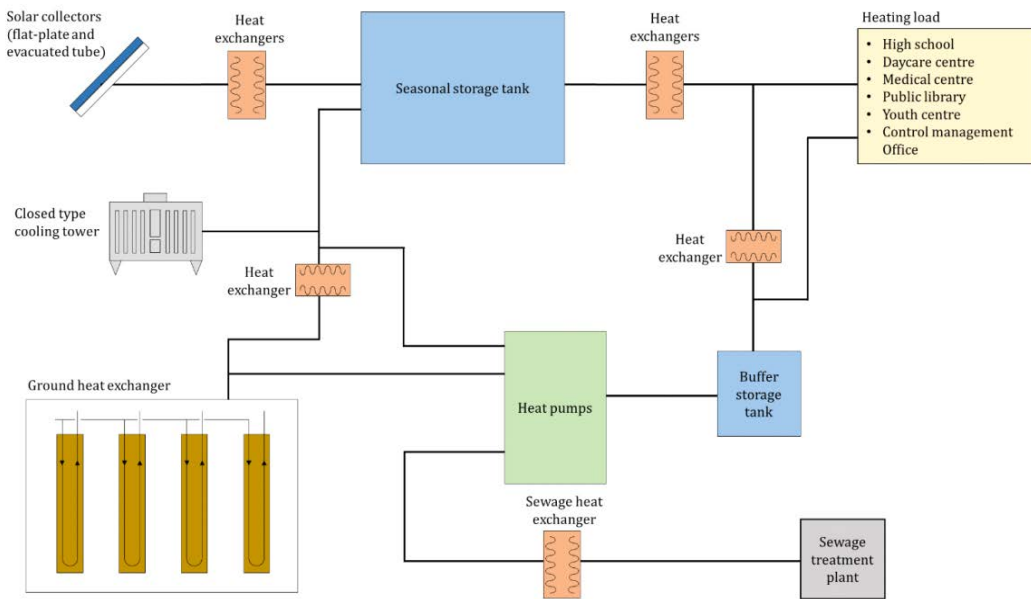 Solar collectors
(flat-plate and
evacuated tube)
Heat
exchangers
Seasonal storage tank
Heat
exchangers
Heating load
• High school
• Daycare centre
• Medical centre
• Public library
• Youth centre
• Control management
Office
Closed type
cooling tower
Heat
exchanger
Heat
exchanger
Ground heat exchanger
Heat pumps
Buffer
storage
tank
Sewage heat
exchanger
Sewage
treatment
plant